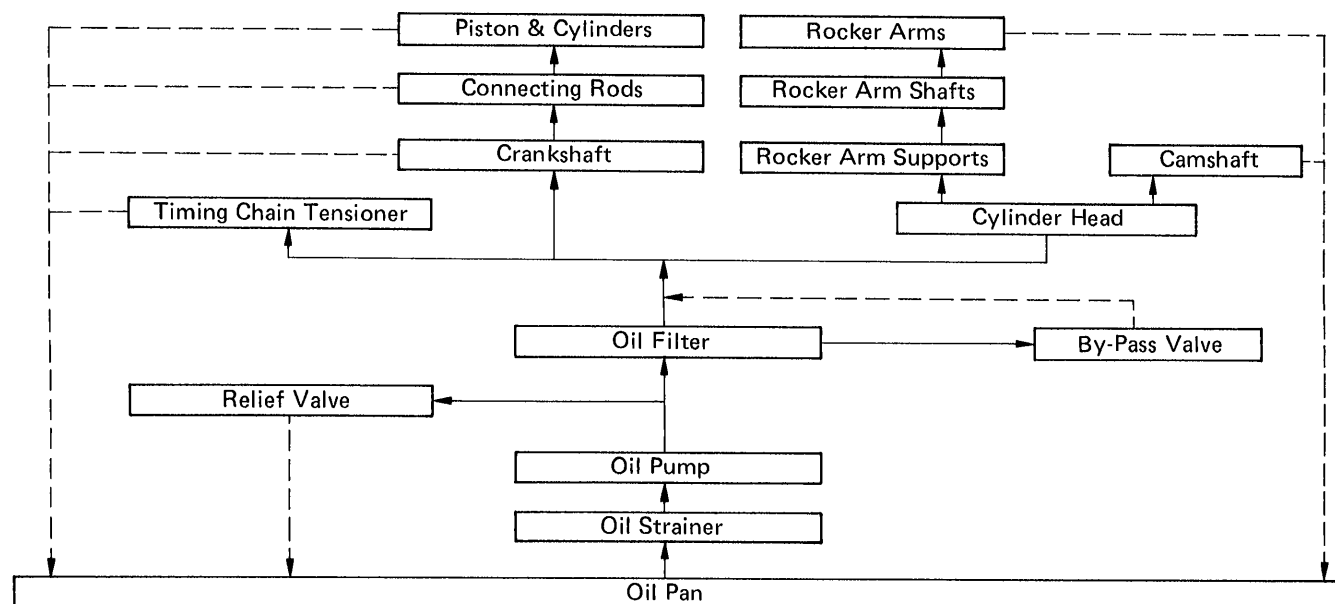 Piston & Cylinders
Rocker Arms
Connecting Rods
Rocker Arm Shafts
Crankshaft
Rocker Arm Supports
Camshaft
Timing Chain Tensioner
Cylinder Head
Oil Filter
By-Pass Valve
Relief Valve
Oil Pump
Oil Strainer
Oil Pan